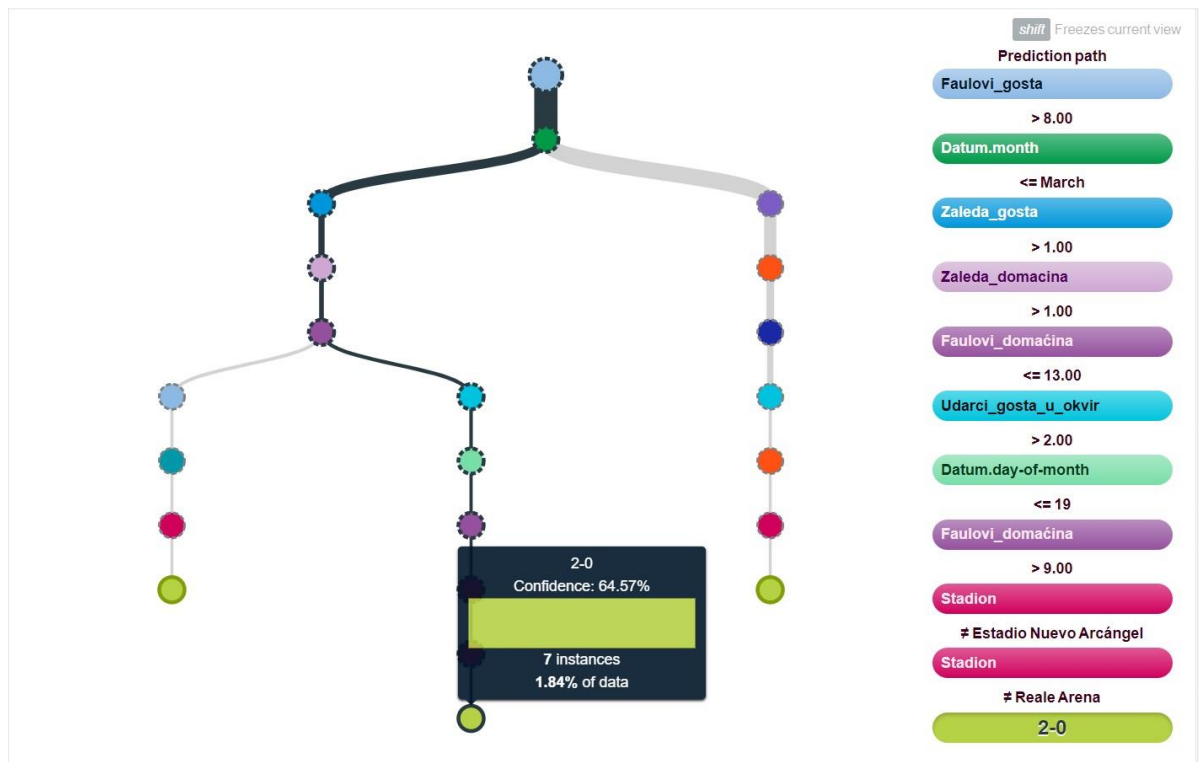 shift Freezes current view
Prediction path
Faulovi_gosta
> 8.00
Datum.month
<= March
Zaleda_gosta
> 1.00
Zaleda_domacina
> 1.00
Faulovi_domaćina
<= 13.00
Udarci_gosta_u_okvir
> 2.00
Datum.day-of-month
<= 19
Faulovi_domaćina
> 9.00
Stadion
≠ Estadio Nuevo Arcángel
Stadion
≠ Reale Arena
2-0
2-0
Confidence: 64.57%
7 instances
1.84% of data